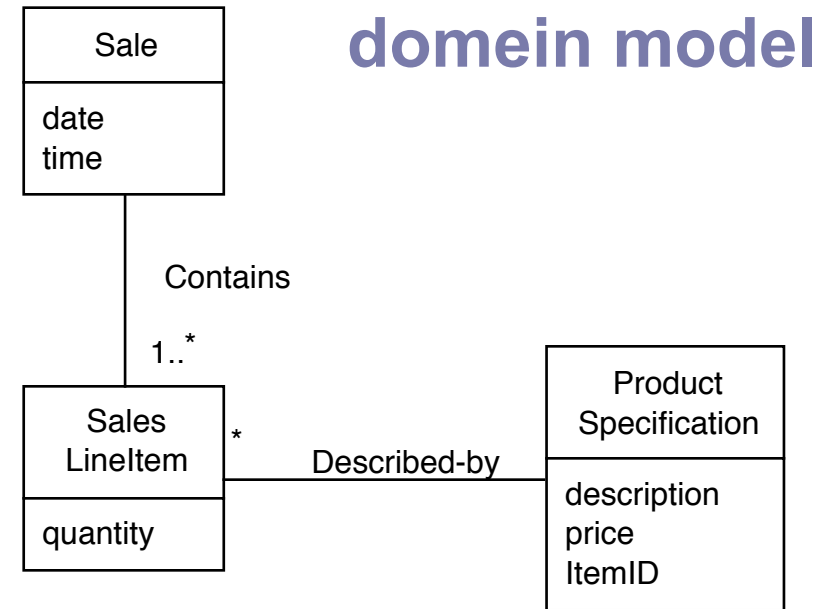 domein model
Sale
date
time
Contains
1..*
Sales
LineItem
quantity
*
Described-by
Product
Specification
description
price
ItemID